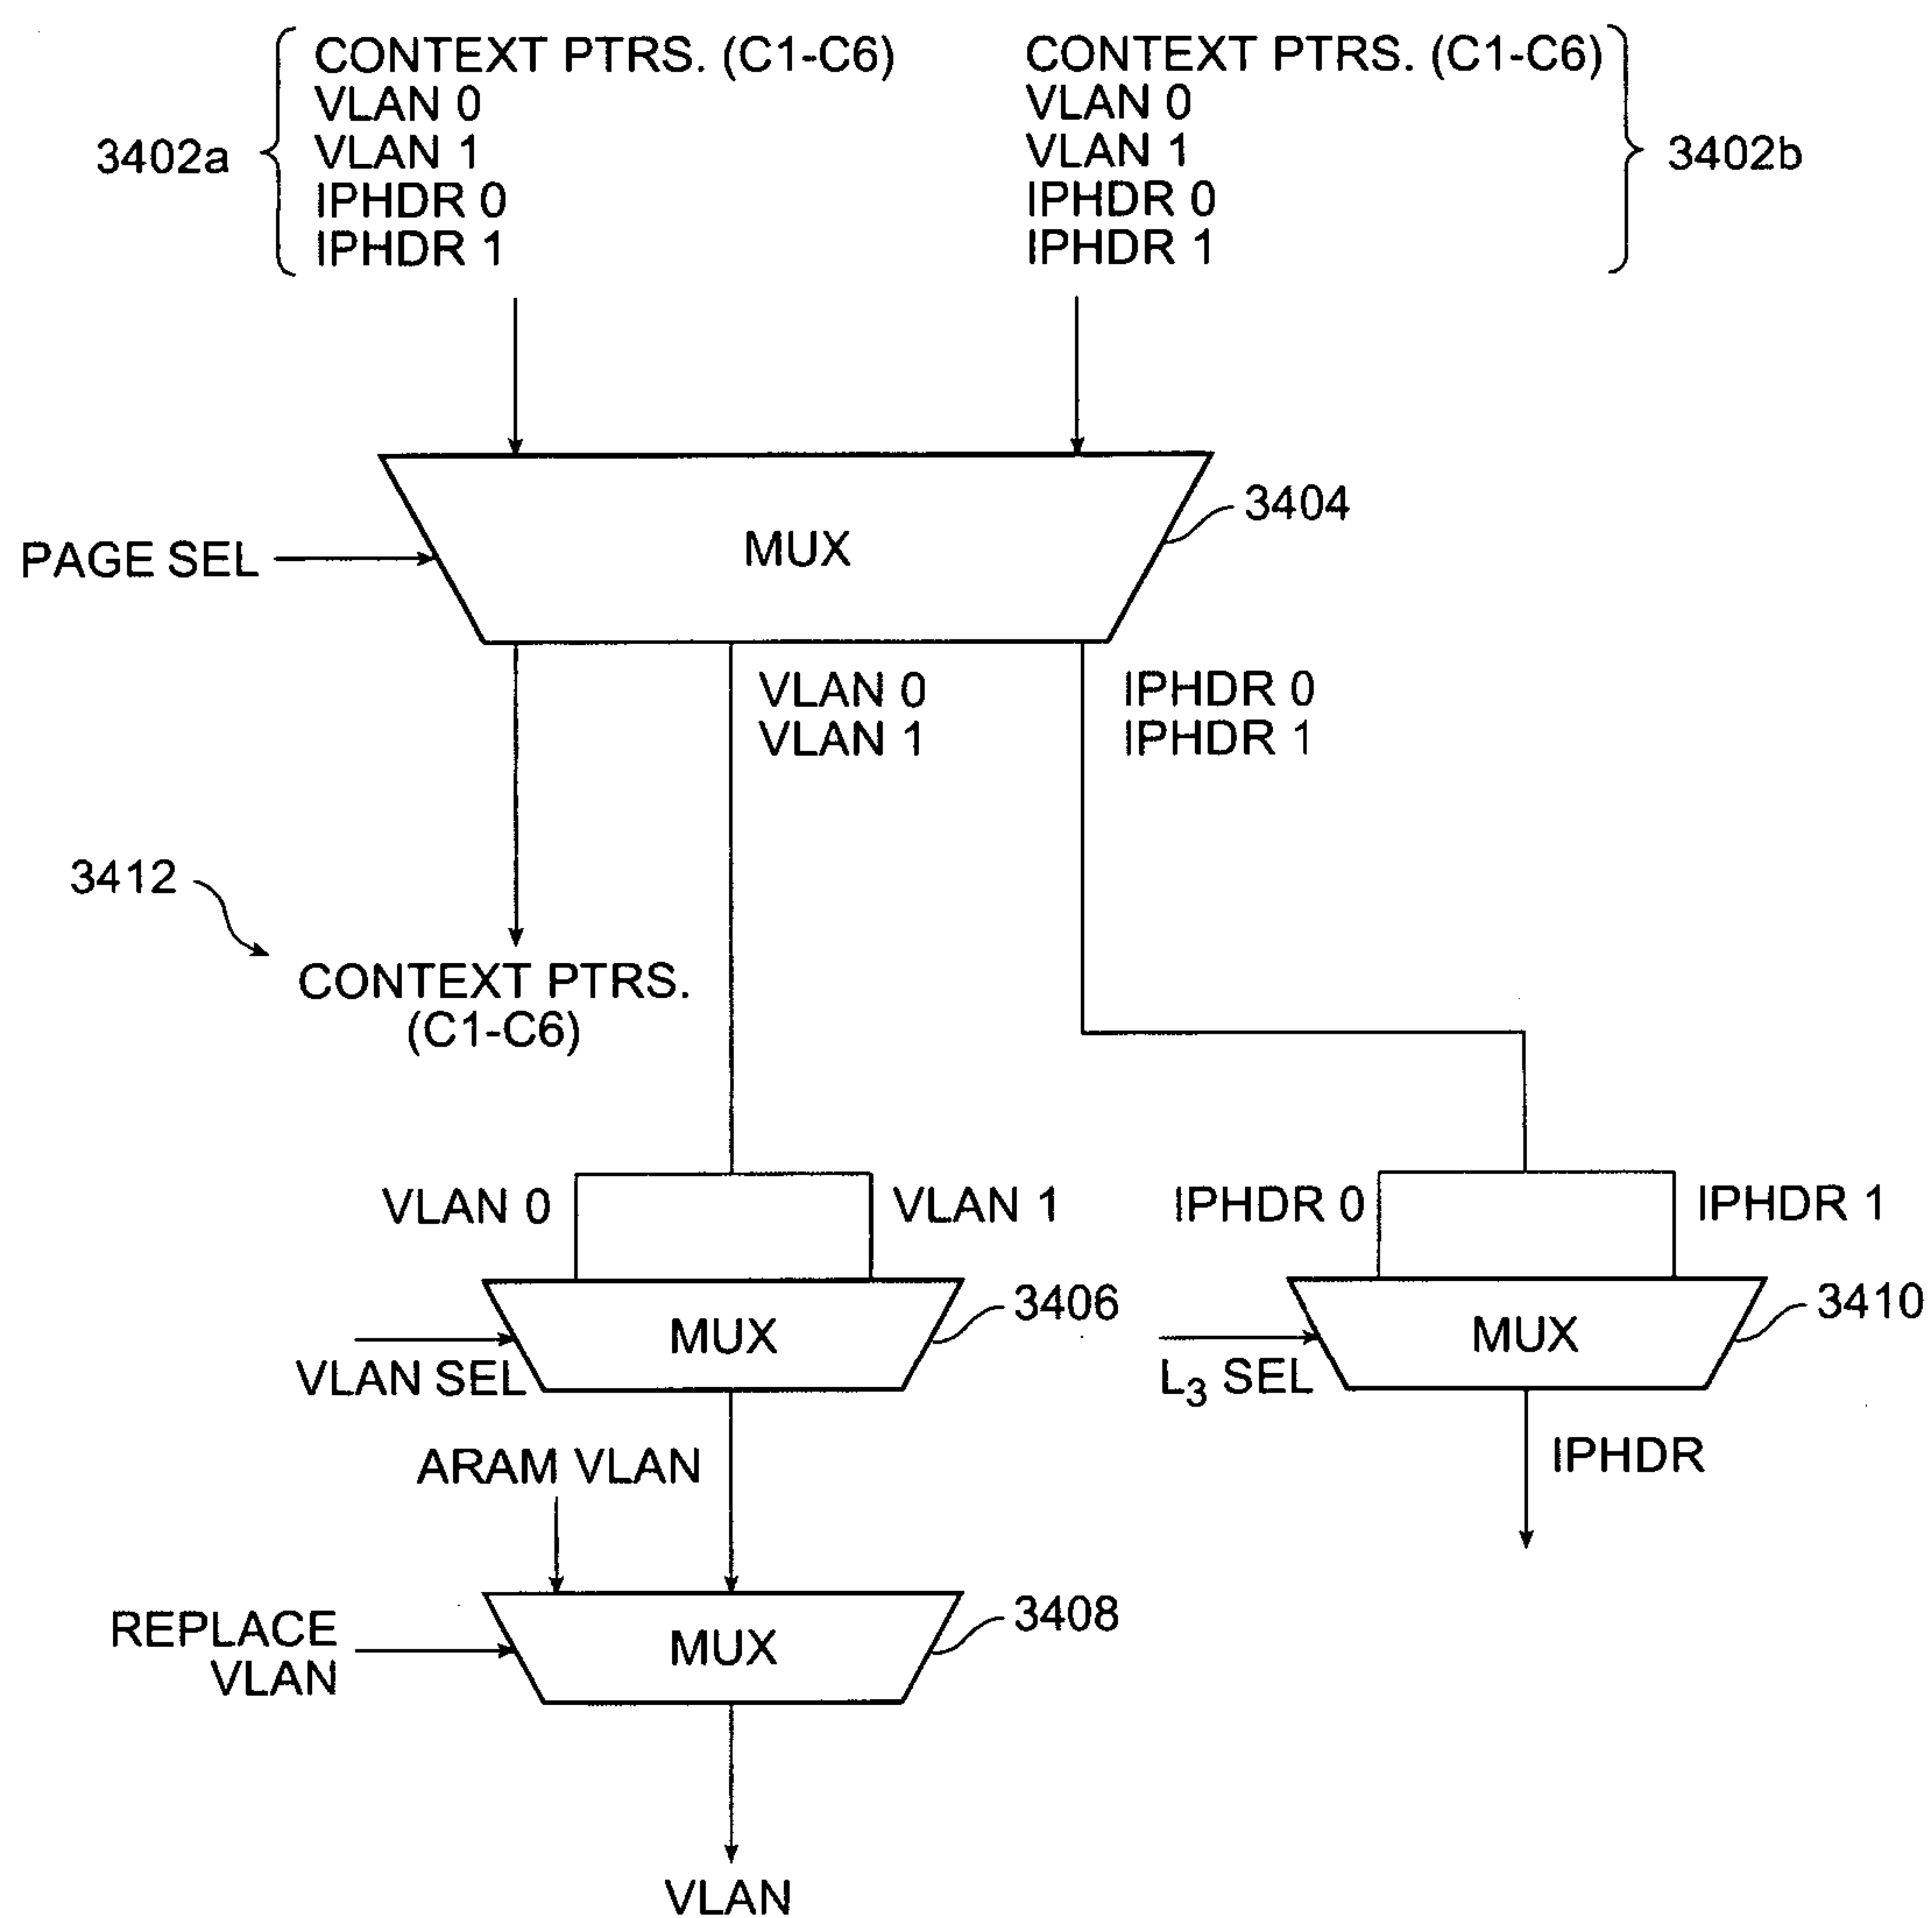 CONTEXT PTRS. (C1-C6)
VLAN 0
VLAN 1
IPHDR 0
IPHDR 1
3402a
CONTEXT PTRS. (C1-C6)
VLAN 0
VLAN 1
IPHDR 0
IPHDR 1
3402b
PAGE SEL
MUX
3404
VLAN 0
VLAN 1
IPHDR 0
IPHDR 1
3412
CONTEXT PTRS.
(C1-C6)
VLAN 0
VLAN 1
IPHDR 0
IPHDR 1
MUX
3406
VLAN SEL
MUX
3410
L3 SEL
ARAM VLAN
IPHDR
REPLACE
VLAN
MUX
3408
VLAN